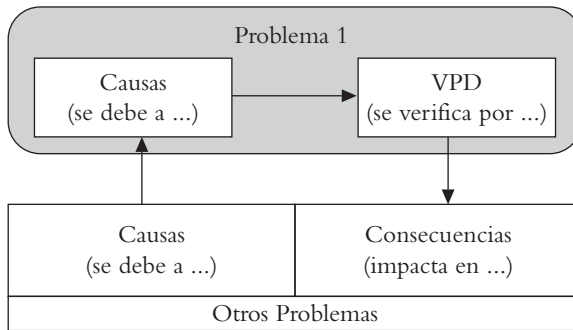 Problema 1
Causas
(se debe a ...)
VPD
(se verifica por ...)
Causas
(se debe a ...)
Consecuencias
(impacta en ...)
Otros Problemas